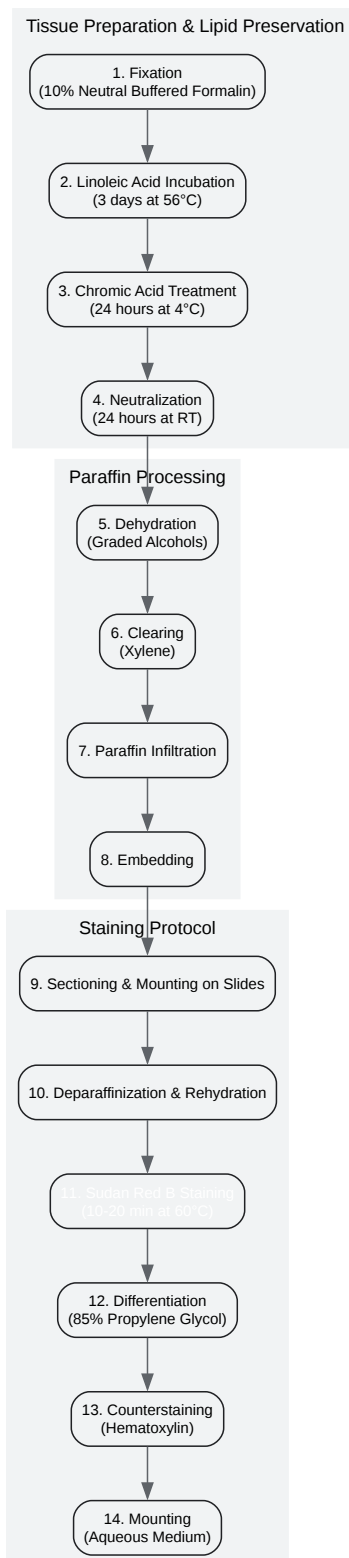 Tissue Preparation & Lipid Preservation
1. Fixation
(10% Neutral Buffered Formalin)
2. Linoleic Acid Incubation
(3 days at 56°C)
3. Chromic Acid Treatment
(24 hours at 4°C)
4. Neutralization
(24 hours at RT)
Paraffin Processing
5. Dehydration
(Graded Alcohols)
6. Clearing
(Xylene)
7. Paraffin Infiltration
8. Embedding
Staining Protocol
9. Sectioning & Mounting on Slides
10. Deparaffinization & Rehydration
11. Sudan Red B Staining
(10-20 min at 60°C)
12. Differentiation
(85% Propylene Glycol)
13. Counterstaining
(Hematoxylin)
14. Mounting
(Aqueous Medium)